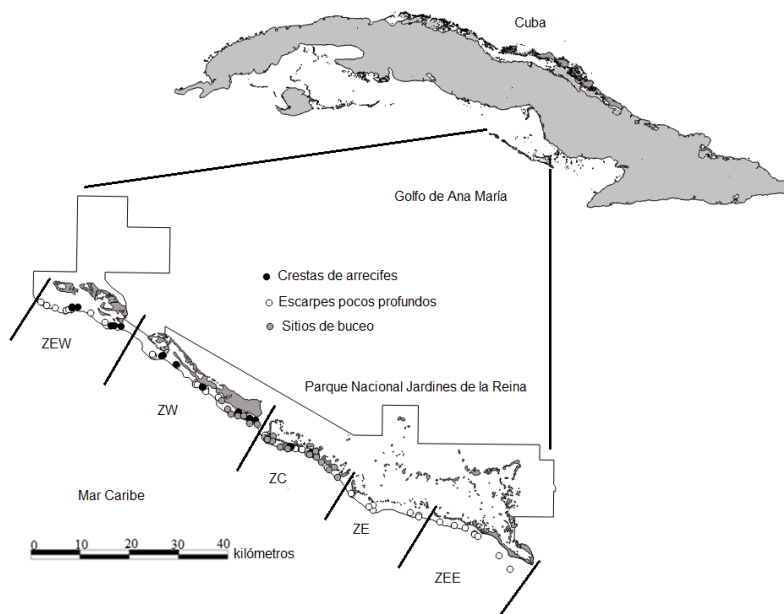 Cuba
Golfo de Ana María
Crestas de arrecifes
Escarpes pocos profundos
Sitios de buceo
ZEW
Parque Nacional Jardines de la Reina
ZW
ZC
Mar Caribe
ZE
0 10 20 30 40
kilómetros
ZEE